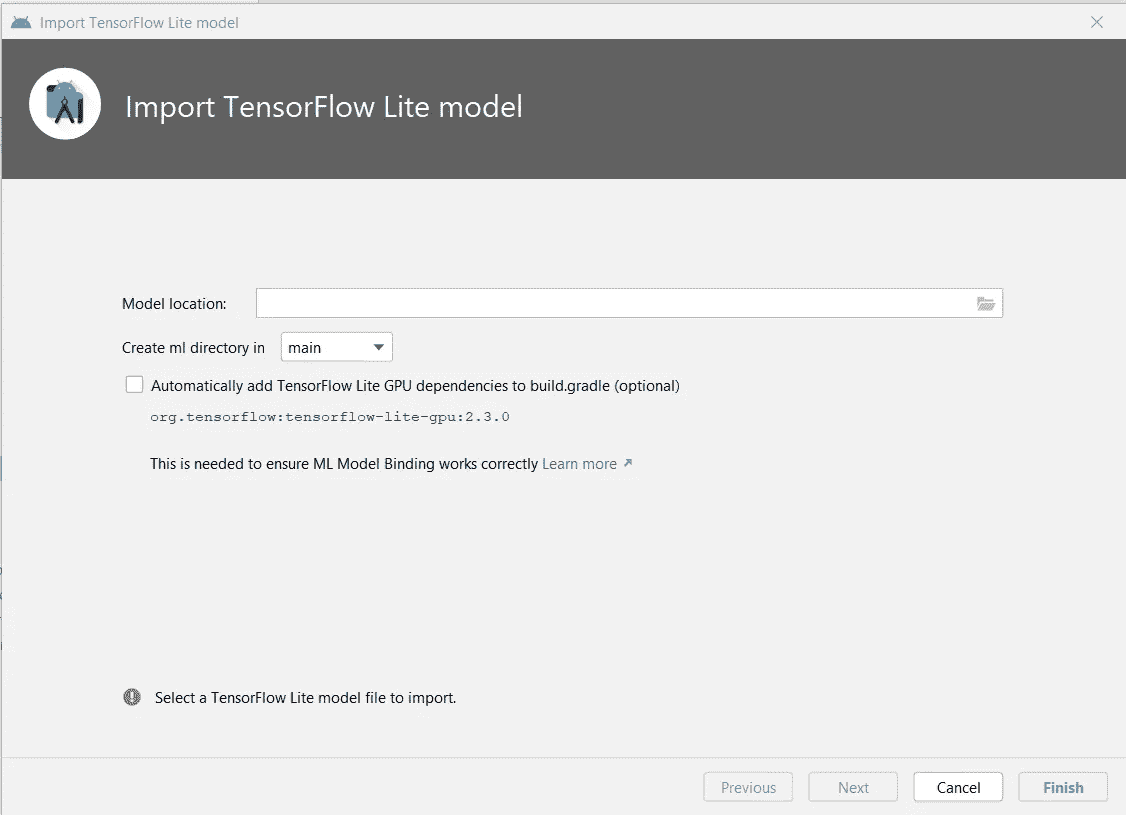 Import TensorFlow Lite model
Import TensorFlow Lite model
Model location:
Create ml directory in main
Automatically add TensorFlow Lite GPU dependencies to build.gradle (optional)
org.tensorflow:tensorflow-lite-gpu:2.3.0
This is needed to ensure ML Model Binding works correctly Learn more ↗
Select a TensorFlow Lite model file to import.
Previous Next Cancel Finish